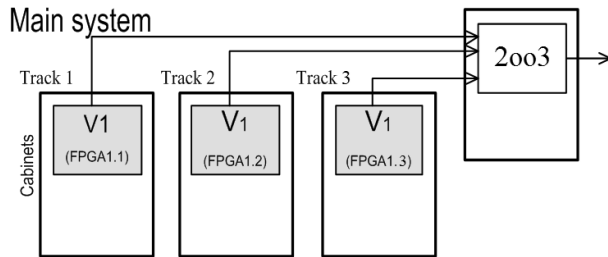 Main system
2oo3
Track 1
Track 2
Track 3
Cabinets
V1
(FPGA1.1)
V1
(FPGA1.2)
V1
(FPGA1.3)